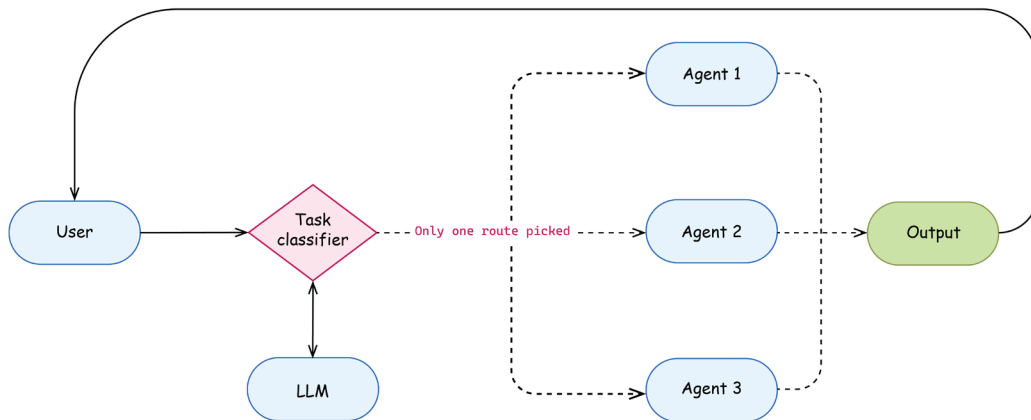 Agent 1
User
Task
classifier
Only one route picked
Agent 2
Output
LLM
Agent 3